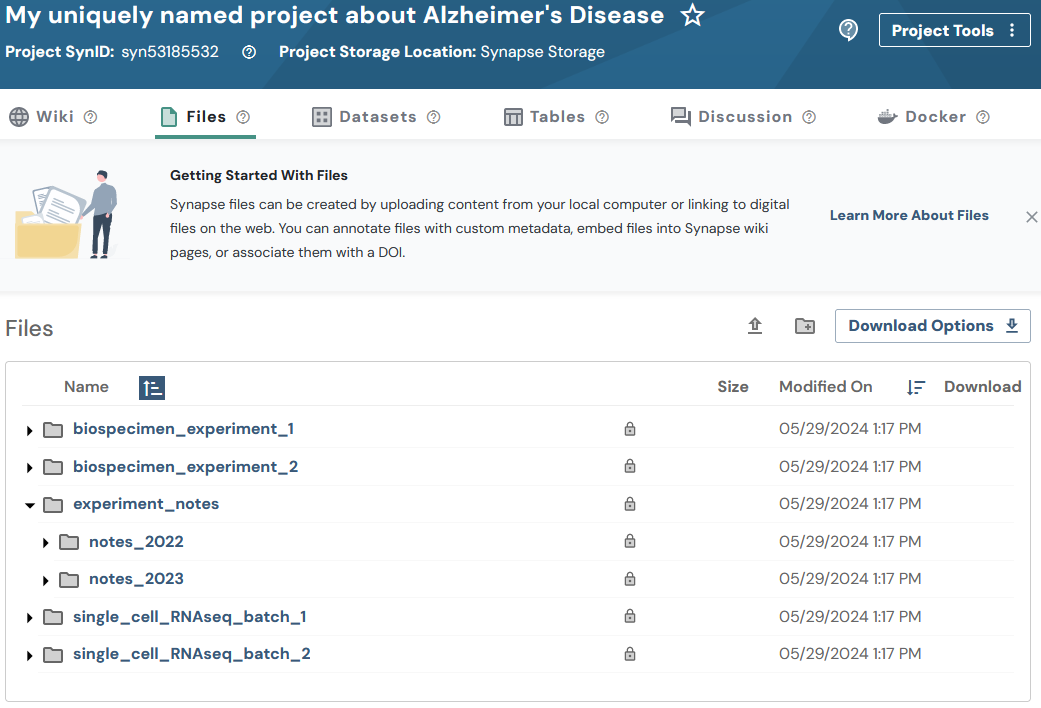 My uniquely named project about Alzheimer's Disease
Project SynID: syn53185532 Project Storage Location: Synapse Storage
Project Tools
Wiki Files Datasets Tables Discussion Docker
Getting Started With Files
Synapse files can be created by uploading content from your local computer or linking to digital
files on the web. You can annotate files with custom metadata, embed files into Synapse wiki
pages, or associate them with a DOI.
Learn More About Files
Files
Download Options
Name Size Modified On Download
biospecimen_experiment_1 05/29/2024 1:17 PM
biospecimen_experiment_2 05/29/2024 1:17 PM
experiment_notes 05/29/2024 1:17 PM
notes_2022 05/29/2024 1:17 PM
notes_2023 05/29/2024 1:17 PM
single_cell_RNAseq_batch_1 05/29/2024 1:17 PM
single_cell_RNAseq_batch_2 05/29/2024 1:17 PM